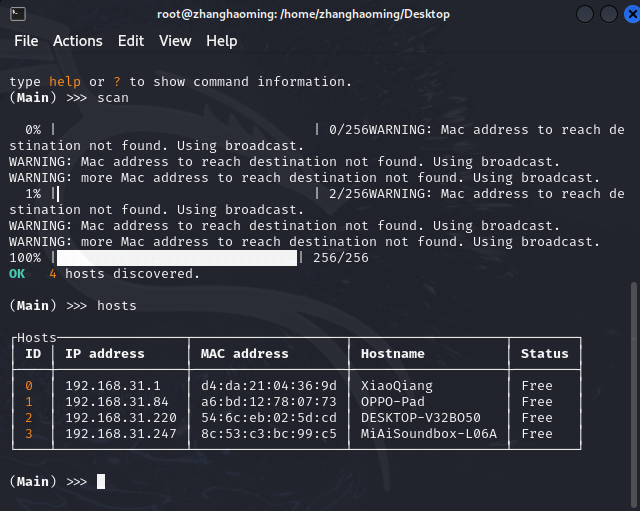 root@zhanghaoming: /home/zhanghaoming/Desktop
File Actions Edit View Help
type help or ? to show command information.
(Main) >>> scan
0% | | 0/256WARNING: Mac address to reach de
stination not found. Using broadcast.
WARNING: Mac address to reach destination not found. Using broadcast.
WARNING: more Mac address to reach destination not found. Using broadcast.
1% | | 2/256WARNING: Mac address to reach de
stination not found. Using broadcast.
WARNING: Mac address to reach destination not found. Using broadcast.
WARNING: more Mac address to reach destination not found. Using broadcast.
100% | | 256/256
OK 4 hosts discovered.
(Main) >>> hosts
Hosts
ID IP address MAC address Hostname Status
0 192.168.31.1 d4:da:21:04:36:9d XiaoQiang Free
1 192.168.31.84 a6:bd:12:78:07:73 OPPO-Pad Free
2 192.168.31.220 54:6c:eb:02:5d:cd DESKTOP-V32BO50 Free
3 192.168.31.247 8c:53:c3:bc:99:c5 MiAiSoundbox-L06A Free
(Main) >>>